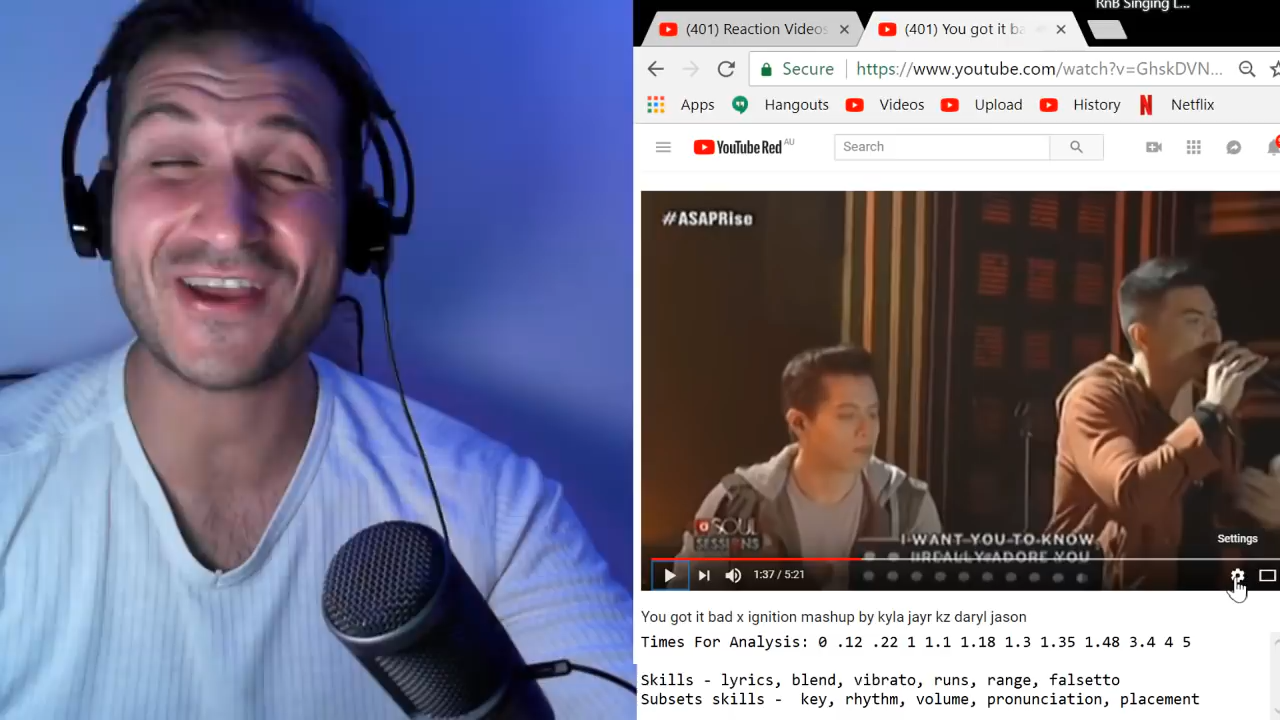 RnB Singing L...
(401) Reaction Videos
(401) You got it ba
Secure
https://www.youtube.com/watch?v=GhskDVN...
Apps
Hangouts
Videos
Upload
History
Netflix
YouTube Red AU
Search
#ASAPRise
SOUL
SESSIONS
I WANT YOU TO KNOW,
I REALLY ADORE YOU
Settings
1:37 / 5:21
You got it bad x ignition mashup by kyla jayr kz daryl jason
Times For Analysis: 0 .12 .22 1 1.1 1.18 1.3 1.35 1.48 3.4 4 5
Skills - lyrics, blend, vibrato, runs, range, falsetto
Subsets skills - key, rhythm, volume, pronunciation, placement